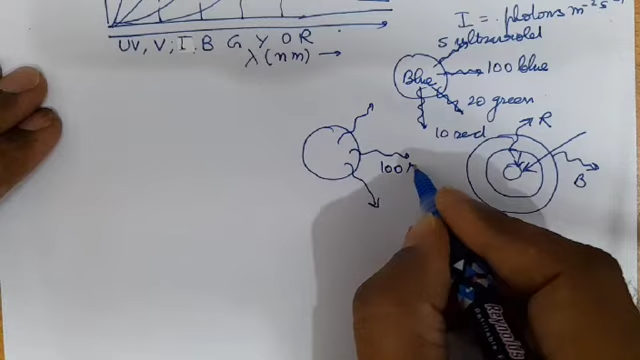 I = photons m⁻² s⁻¹
UV, V, I, B G Y O R
λ (nm) →
5 ultraviolet
Blue
100 blue
20 green
10 red
R
B
100